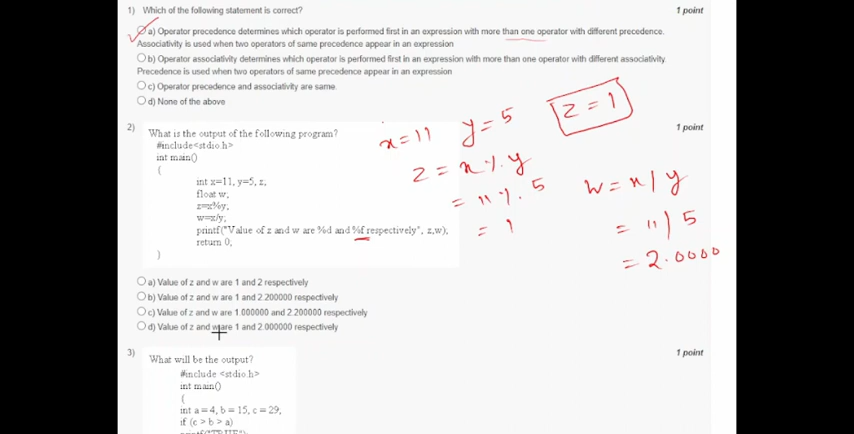 1) Which of the following statement is correct? 1 point
a) Operator precedence determines which operator is performed first in an expression with more than one operator with different precedence.
Associativity is used when two operators of same precedence appear in an expression
b) Operator associativity determines which operator is performed first in an expression with more than one operator with different associativity.
Precedence is used when two operators of same precedence appear in an expression
c) Operator precedence and associativity are same.
d) None of the above
x=11 y=5 z=1
2) What is the output of the following program? 1 point
#include<stdio.h>
int main()
{
int x=11, y=5, z;
float w;
z=x%y;
w=x/y;
printf("Value of z and w are %d and %f respectively", z,w);
return 0;
}
z = x % y
= 11 % 5
= 1
w = x / y
= 11 / 5
= 2.0000
a) Value of z and w are 1 and 2 respectively
b) Value of z and w are 1 and 2.200000 respectively
c) Value of z and w are 1.000000 and 2.200000 respectively
d) Value of z and w are 1 and 2.000000 respectively
3) What will be the output? 1 point
#include <stdio.h>
int main()
{
int a = 4, b = 15, c = 29;
if (c > b > a)